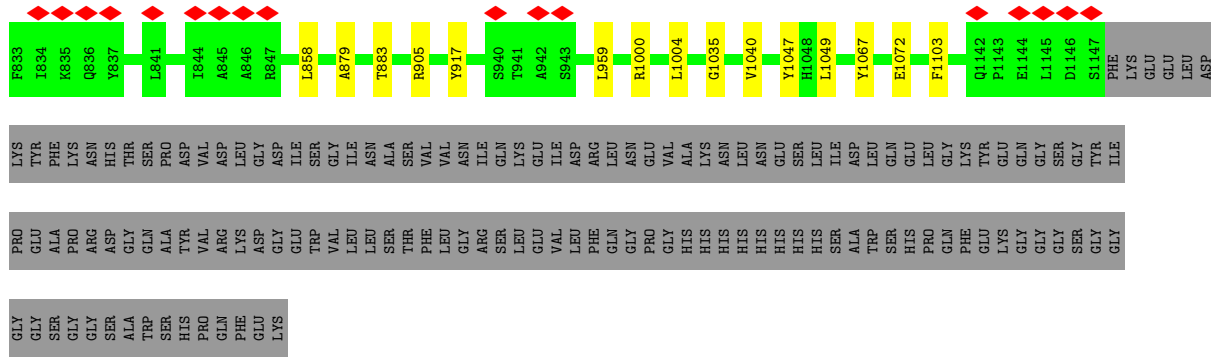 F833 I834 K835 Q836 Y837 L841 I844 A845 A846 R847 L858 A879 T883 R905 Y917 S940 T941 A942 S943 L959 R1000 L1004 G1035 V1040 Y1047 H1048 L1049 Y1067 E1072 F1103 Q1142 P1143 E1144 L1145 D1146 S1147 PHE LYS GLU GLU LEU ASP
LYS TYR PHE LYS ASN HIS THR SER PRO ASP VAL ASP LEU GLY ASP ILE SER GLY ILE ASN ALA SER VAL VAL ASN ILE GLN LYS GLU ILE ASP ARG LEU ASN GLU VAL ALA LYS ASN LEU ASN GLU SER LEU ILE ASP LEU GLN GLU LEU GLY LYS TYR GLU GLN GLY SER GLY TYR ILE
PRO GLU ALA PRO ARG ASP GLY GLN ALA TYR VAL ARG LYS ASP GLY GLU TRP VAL LEU LEU SER THR PHE LEU GLY ARG SER LEU GLU VAL LEU PHE GLN GLY PRO GLY HIS HIS HIS HIS HIS HIS HIS HIS SER ALA TRP SER HIS PRO GLN PHE GLU LYS GLY GLY GLY SER GLY GLY
GLY GLY SER GLY GLY SER ALA TRP SER HIS PRO GLN PHE GLU LYS